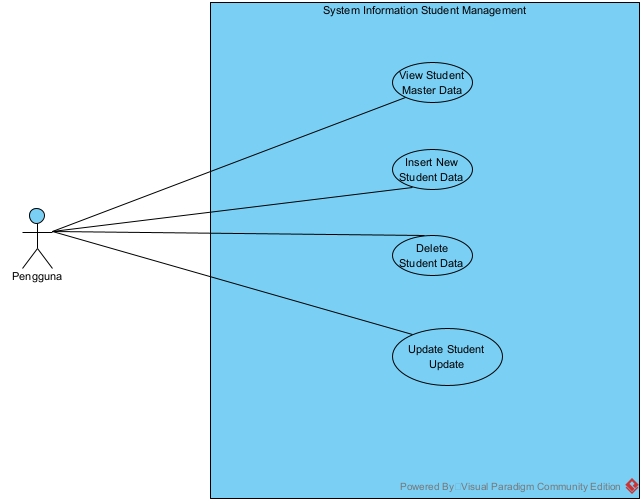 System Information Student Management
View Student
Master Data
Insert New
Student Data
Pengguna
Delete
Student Data
Update Student
Update
Powered By Visual Paradigm Community Edition